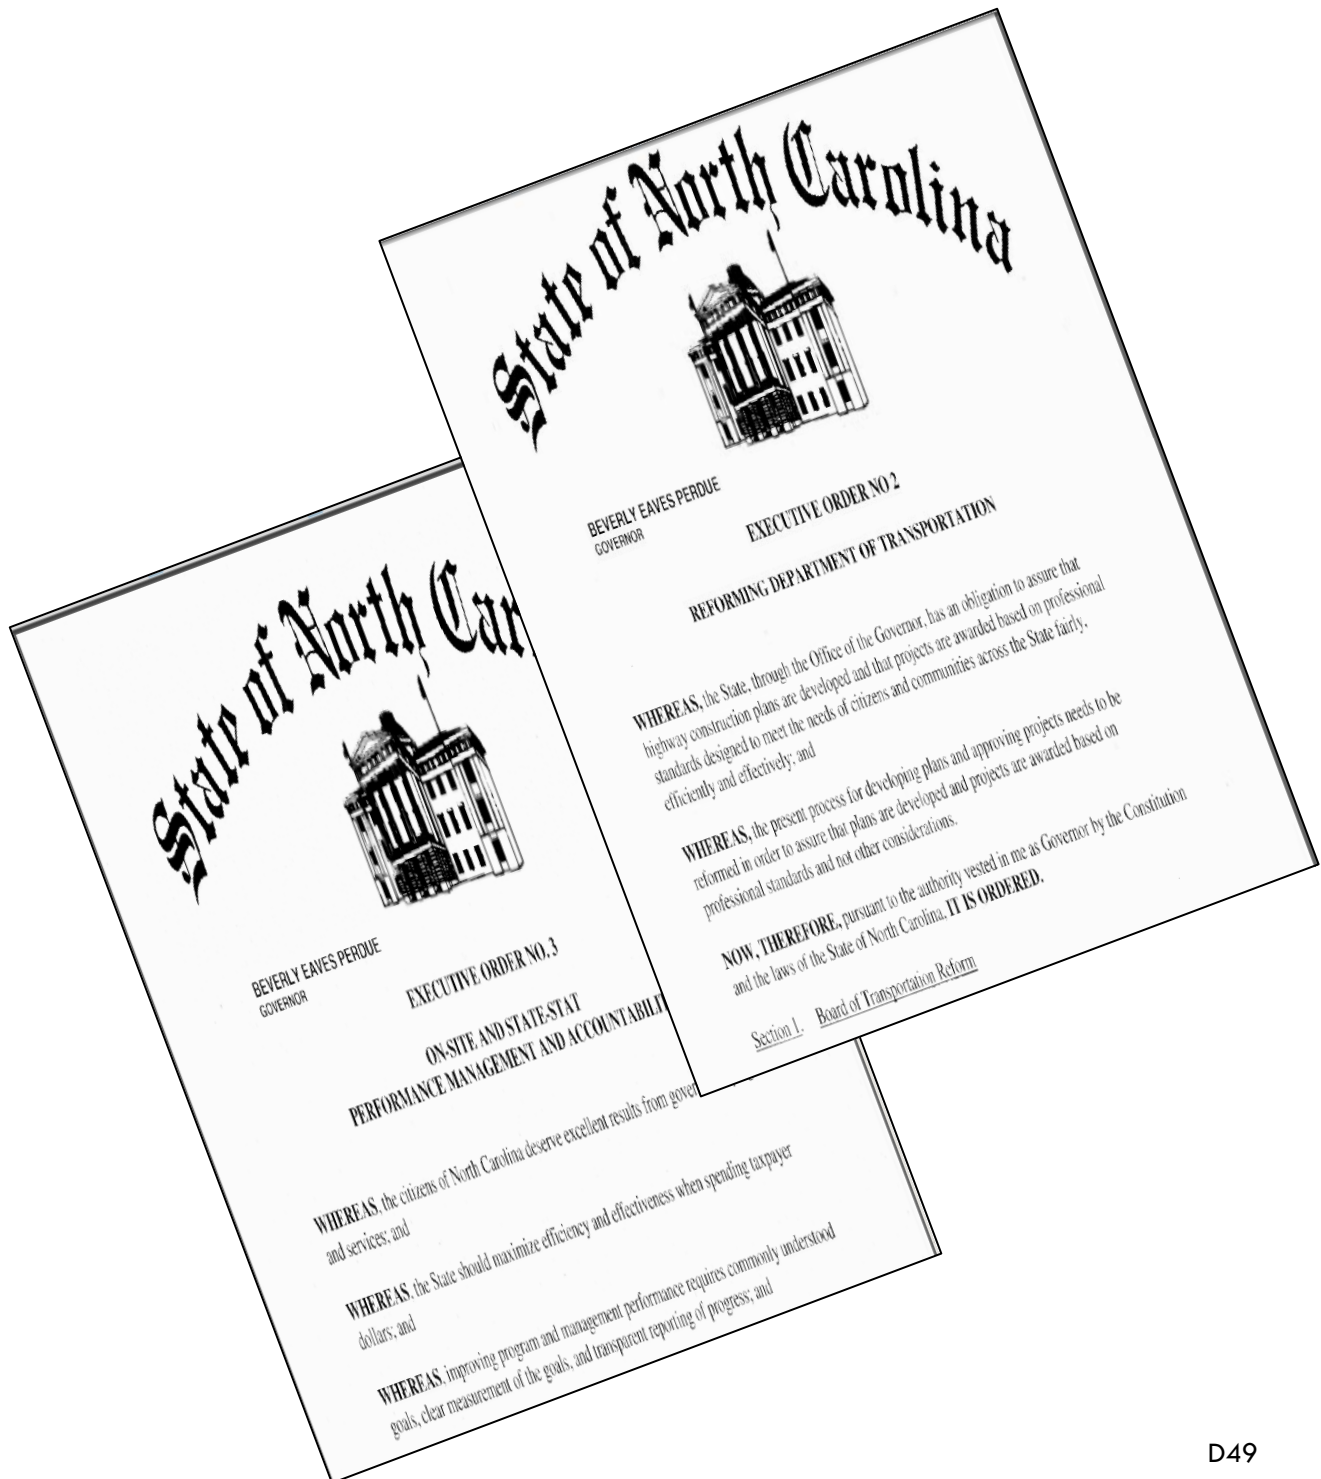 State of North Carolina
BEVERLY EAVES PERDUE
GOVERNOR
EXECUTIVE ORDER NO 2
REFORMING DEPARTMENT OF TRANSPORTATION
WHEREAS, the State, through the Office of the Governor, has an obligation to assure that
highway construction plans are developed and that projects are awarded based on professional
standards designed to meet the needs of citizens and communities across the State fairly,
efficiently and effectively; and
WHEREAS, the present process for developing plans and approving projects needs to be
reformed in order to assure that plans are developed and projects are awarded based on
professional standards and not other considerations.
NOW, THEREFORE, pursuant to the authority vested in me as Governor by the Constitution
and the laws of the State of North Carolina, IT IS ORDERED,
Section 1. Board of Transportation Reform
State of North Car
BEVERLY EAVES PERDUE
GOVERNOR
EXECUTIVE ORDER NO. 3
ON-SITE AND STATE-STAT
PERFORMANCE MANAGEMENT AND ACCOUNTABILIT
WHEREAS, the citizens of North Carolina deserve excellent results from gover
and services; and
WHEREAS, the State should maximize efficiency and effectiveness when spending taxpayer
dollars; and
WHEREAS, improving program and management performance requires commonly understood
goals, clear measurement of the goals, and transparent reporting of progress; and
D49